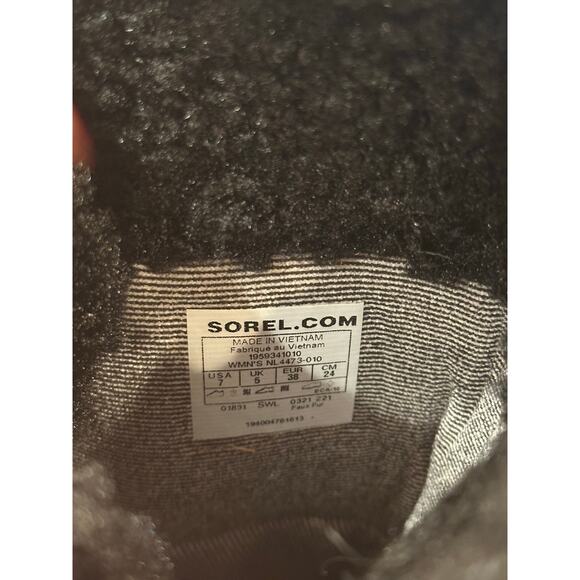 SOREL.COM
MADE IN VIETNAM
Fabriqué au Vietnam
1959341010
WMN'S NL4473-010
USA UK EUR CM
7 5 38 24
01831 SWL 0321 221
Faux Fur
194004761613